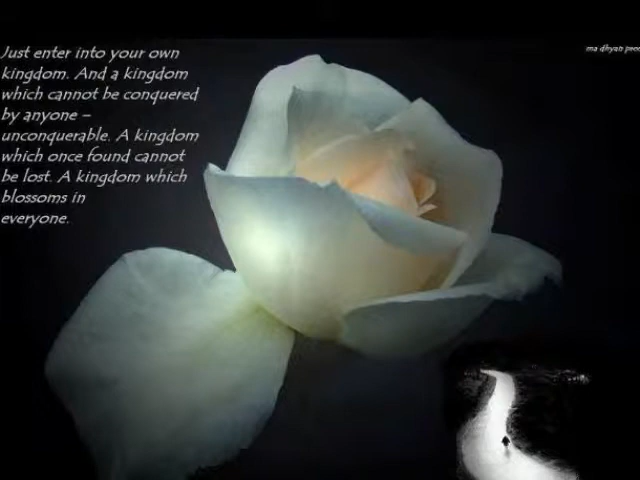 Just enter into your own
kingdom. And a kingdom
which cannot be conquered
by anyone –
unconquerable. A kingdom
which once found cannot
be lost. A kingdom which
blossoms in
everyone.
ma dhyan